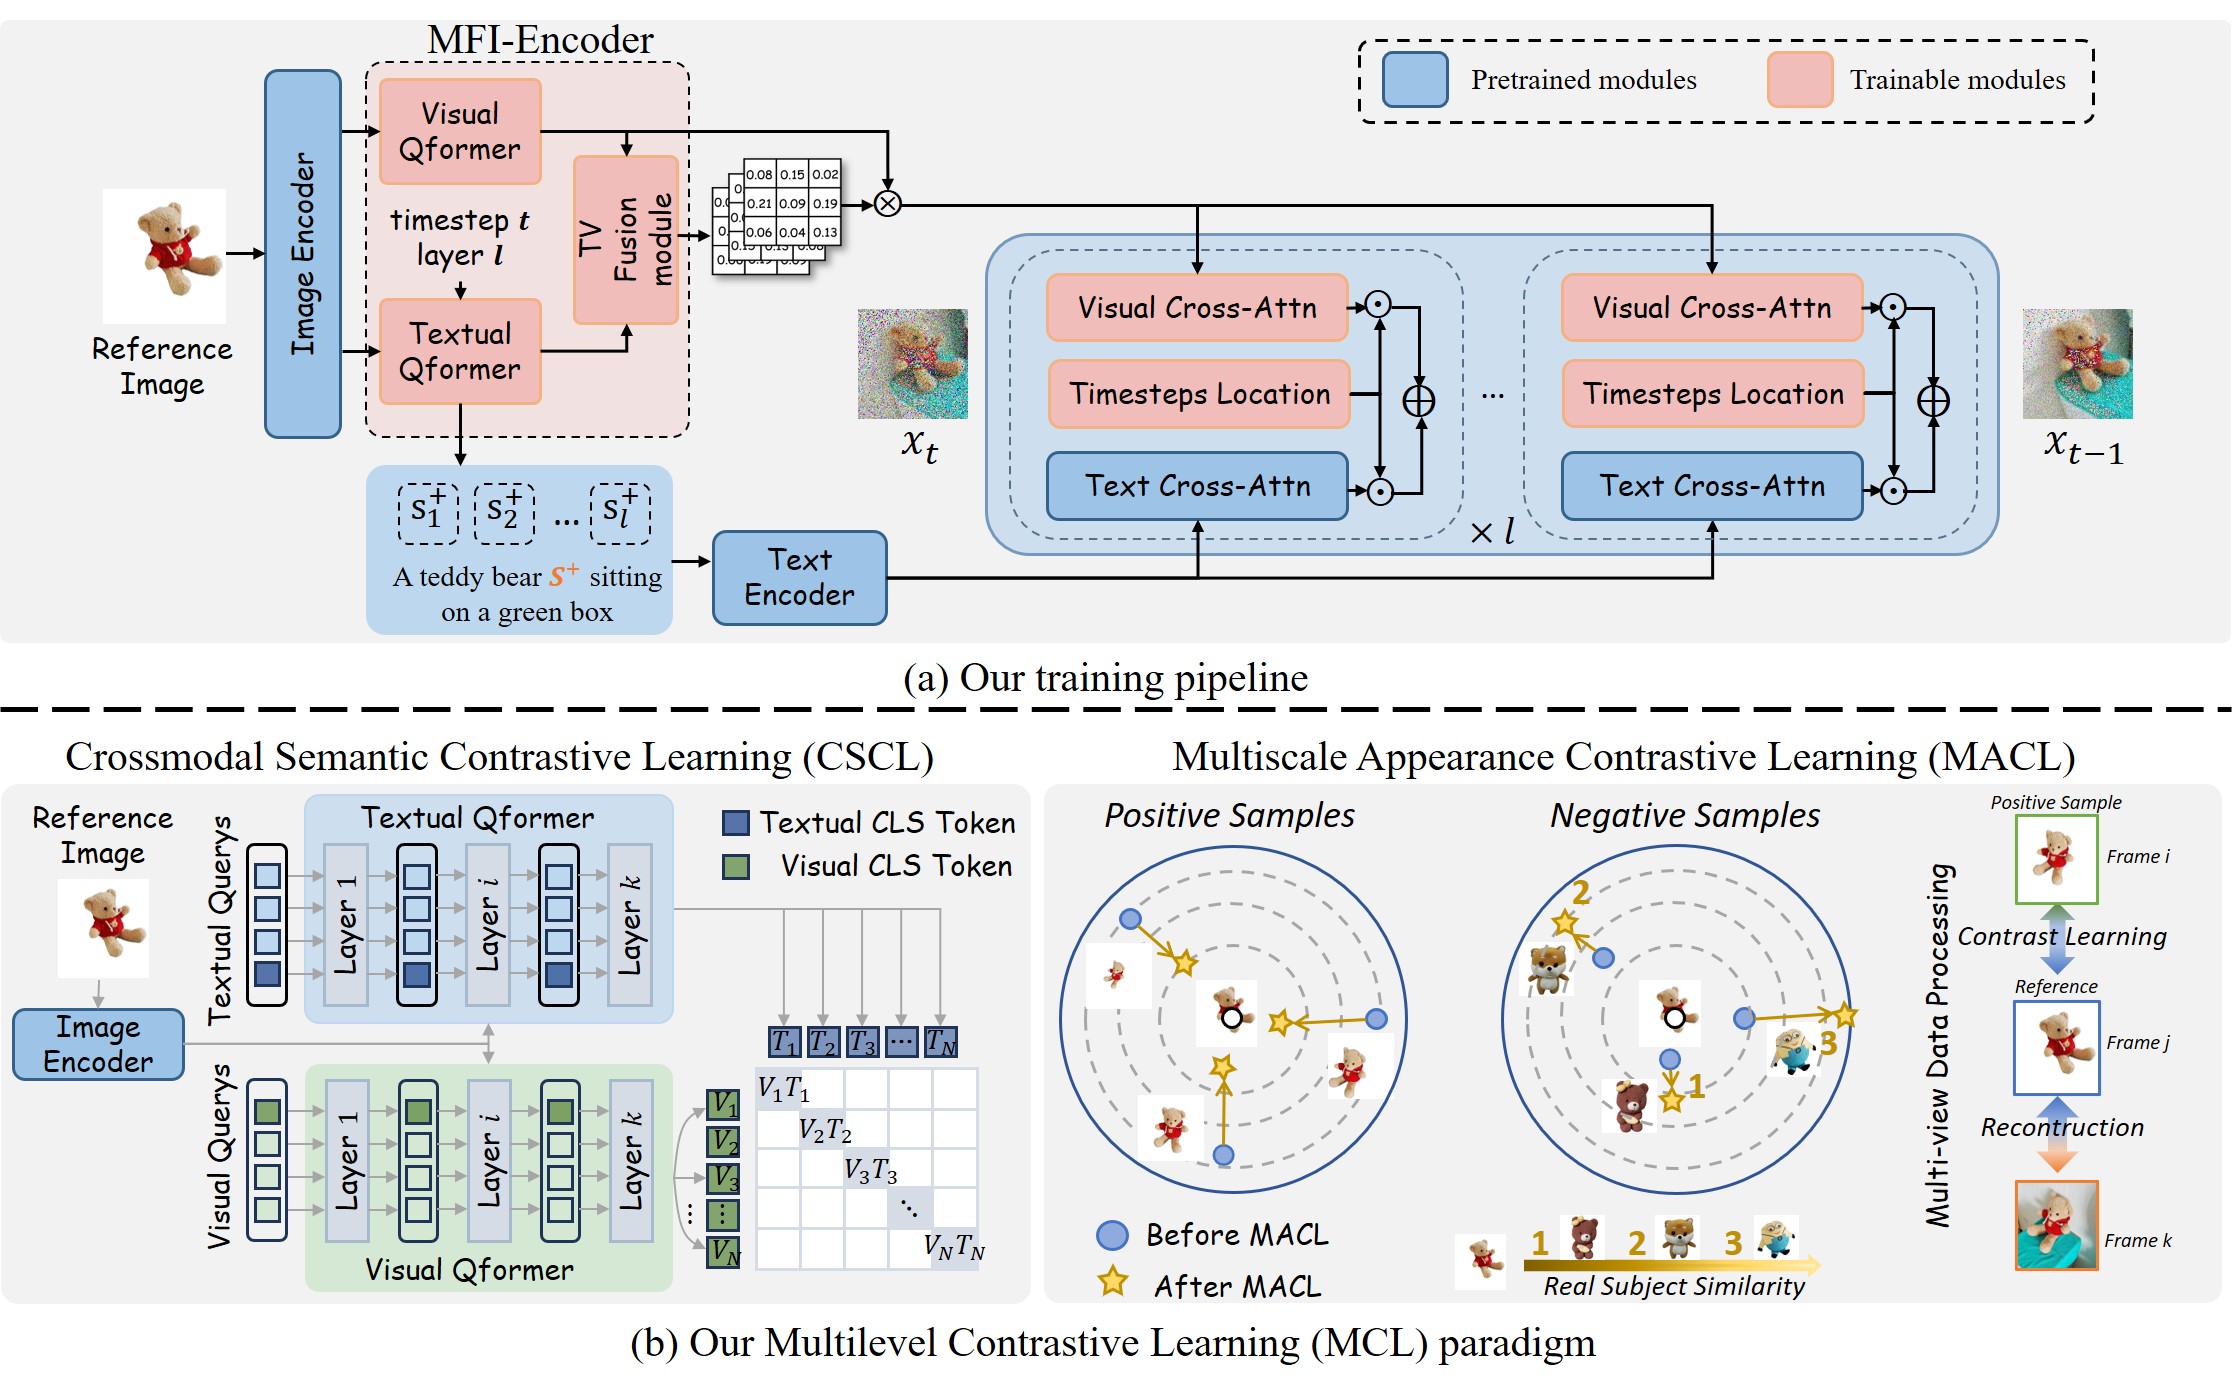 MFI-Encoder
Pretrained modules
Trainable modules
Visual
Qformer
timestep t
layer l
Textual
Qformer
TV
Fusion
module
Image Encoder
Reference
Image
0.08 0.15 0.02
0.21 0.09 0.19
0.06 0.04 0.13
⊗
Visual Cross-Attn
Timesteps Location
Text Cross-Attn
...
× l
Visual Cross-Attn
Timesteps Location
Text Cross-Attn
x_t
x_{t−1}
s_1^+ s_2^+ ... s_l^+
A teddy bear S^+ sitting
on a green box
Text
Encoder
(a) Our training pipeline
Crossmodal Semantic Contrastive Learning (CSCL)
Reference
Image
Image
Encoder
Textual Querys
Textual Qformer
Layer 1
Layer i
Layer k
Textual CLS Token
Visual CLS Token
Visual Querys
Layer 1
Layer i
Layer k
Visual Qformer
T_1 T_2 T_3 ... T_N
V_1
V_2
V_3
⋮
V_N
V_1T_1
V_2T_2
V_3T_3
⋱
V_NT_N
Multiscale Appearance Contrastive Learning (MACL)
Positive Samples
Negative Samples
2
3
1
Before MACL
After MACL
1 2 3
Real Subject Similarity
Multi-view Data Processing
Positive Sample
Frame i
Contrast Learning
Reference
Frame j
Recontruction
Frame k
(b) Our Multilevel Contrastive Learning (MCL) paradigm